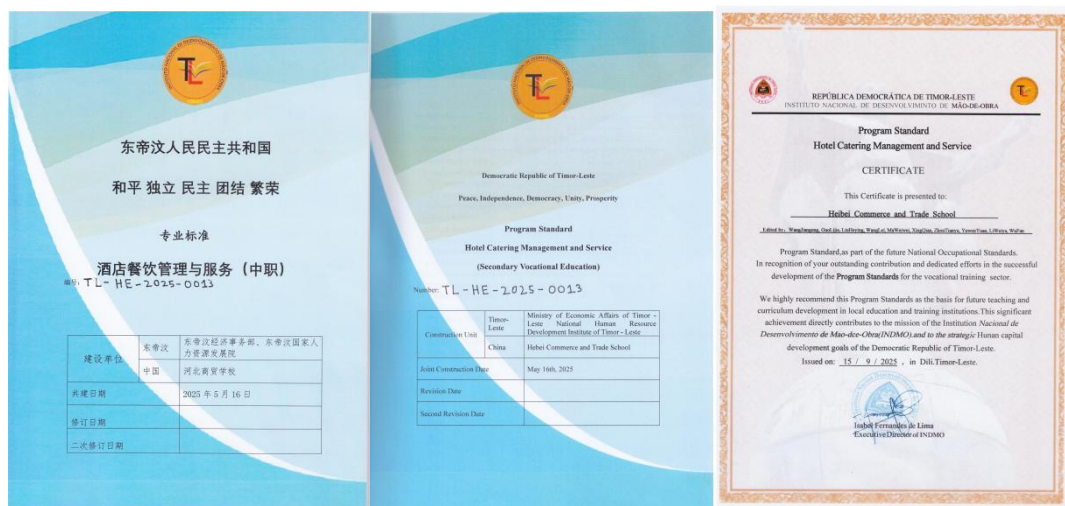 TL
东帝汶人民民主共和国
和平 独立 民主 团结 繁荣
专业标准
酒店餐饮管理与服务（中职）
编号: TL-HE-2025-0013
建设单位
东帝汶
东帝汶经济事务部、东帝汶国家人
力资源发展院
中国
河北商贸学校
共建日期
2025 年 5 月 16 日
修订日期
二次修订日期
TL
Democratic Republic of Timor-Leste
Peace, Independence, Democracy, Unity, Prosperity
Program Standard
Hotel Catering Management and Service
(Secondary Vocational Education)
Number: TL-HE-2025-0013
Construction Unit
Timor-
Leste
Ministry of Economic Affairs of Timor -
Leste National Human Resource
Development Institute of Timor - Leste
China
Hebei Commerce and Trade School
Joint Construction Date
May 16th, 2025
Revision Date
Second Revision Date
TL
REPÚBLICA DEMOCRÁTICA DE TIMOR-LESTE
INSTITUTO NACIONAL DE DESENVOLVIMINTO DE MÃO-DE-OBRA
Program Standard
Hotel Catering Management and Service
CERTIFICATE
This Certificate is presented to:
Heibei Commerce and Trade School
Edited by:
Program Standard,as part of the future National Occupational Standards.
In recognition of your outstanding contribution and dedicated efforts in the successful
development of the Program Standards for the vocational training sector.
We highly recommend this Program Standards as the basis for future teaching and
curriculum development in local education and training institutions.This significant
achievement directly contributes to the mission of the Institution Nacional de
Desenvolvimento de Mao-doe-Obra(INDMO).and to the strategic Hunan capital
development goals of the Democratic Republic of Timor-Leste.
Issued on: 15 / 9 / 2025 , in Dili.Timor-Leste.
Isabel Fernandes de Lima
Executive Director of INDMO